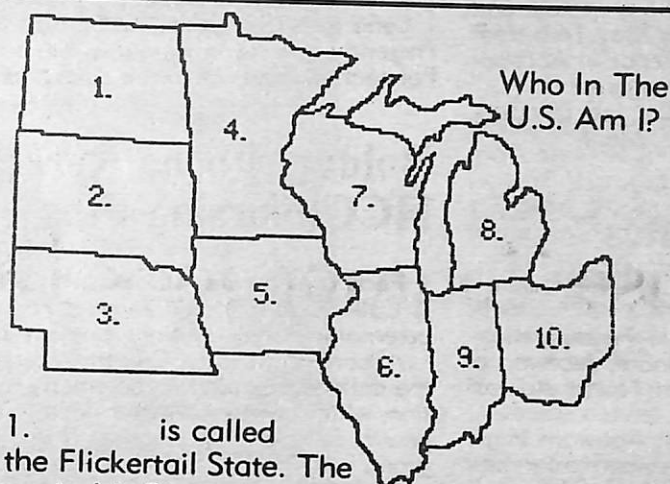 Who In The
U.S. Am I?
1.
4.
2.
7.
8.
3.
5.
6.
9.
10.
1. is called
the Flickertail State. The